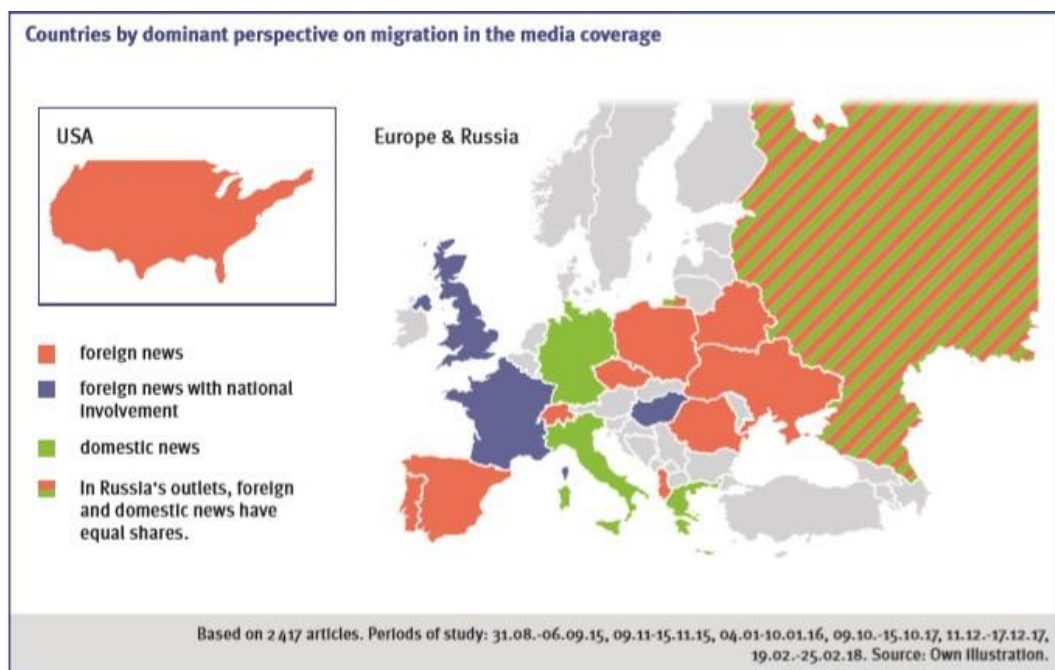 Countries by dominant perspective on migration in the media coverage
USA
Europe & Russia
foreign news
foreign news with national
involvement
domestic news
In Russia's outlets, foreign
and domestic news have
equal shares.
Based on 2 417 articles. Periods of study: 31.08.-06.09.15, 09.11-15.11.15, 04.01-10.01.16, 09.10.-15.10.17, 11.12.-17.12.17,
19.02.-25.02.18. Source: Own illustration.